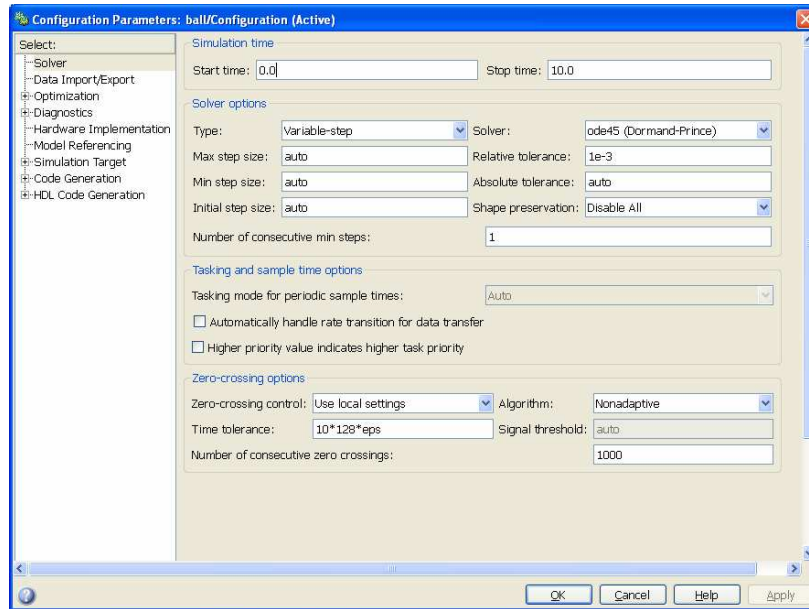 Configuration Parameters: ball/Configuration (Active)
Select:
Solver
Data Import/Export
Optimization
Diagnostics
Hardware Implementation
Model Referencing
Simulation Target
Code Generation
HDL Code Generation
Simulation time
Start time: 0.0 Stop time: 10.0
Solver options
Type: Variable-step Solver: ode45 (Dormand-Prince)
Max step size: auto Relative tolerance: 1e-3
Min step size: auto Absolute tolerance: auto
Initial step size: auto Shape preservation: Disable All
Number of consecutive min steps: 1
Tasking and sample time options
Tasking mode for periodic sample times: Auto
Automatically handle rate transition for data transfer
Higher priority value indicates higher task priority
Zero-crossing options
Zero-crossing control: Use local settings Algorithm: Nonadaptive
Time tolerance: 10*128*eps Signal threshold: auto
Number of consecutive zero crossings: 1000
OK Cancel Help Apply